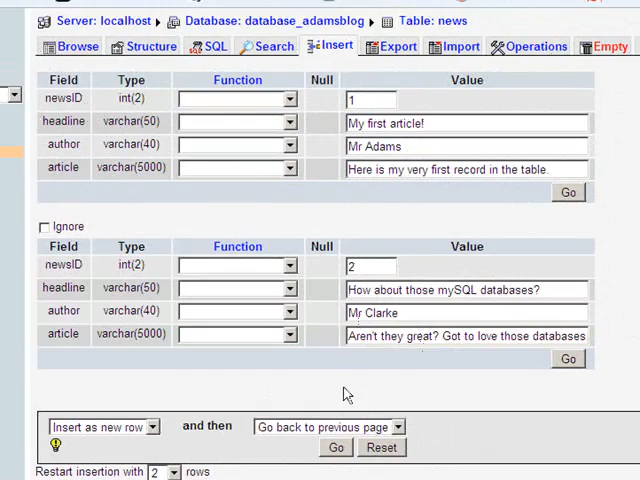 Server: localhost Database: database_adamsblog Table: news
Browse Structure SQL Search Insert Export Import Operations Empty
Field Type Function Null Value
newsID int(2) 1
headline varchar(50) My first article!
author varchar(40) Mr Adams
article varchar(5000) Here is my very first record in the table.
Go
Ignore
Field Type Function Null Value
newsID int(2) 2
headline varchar(50) How about those mySQL databases?
author varchar(40) Mr Clarke
article varchar(5000) Aren't they great? Got to love those databases
Go
Insert as new row and then Go back to previous page
Go Reset
Restart insertion with 2 rows